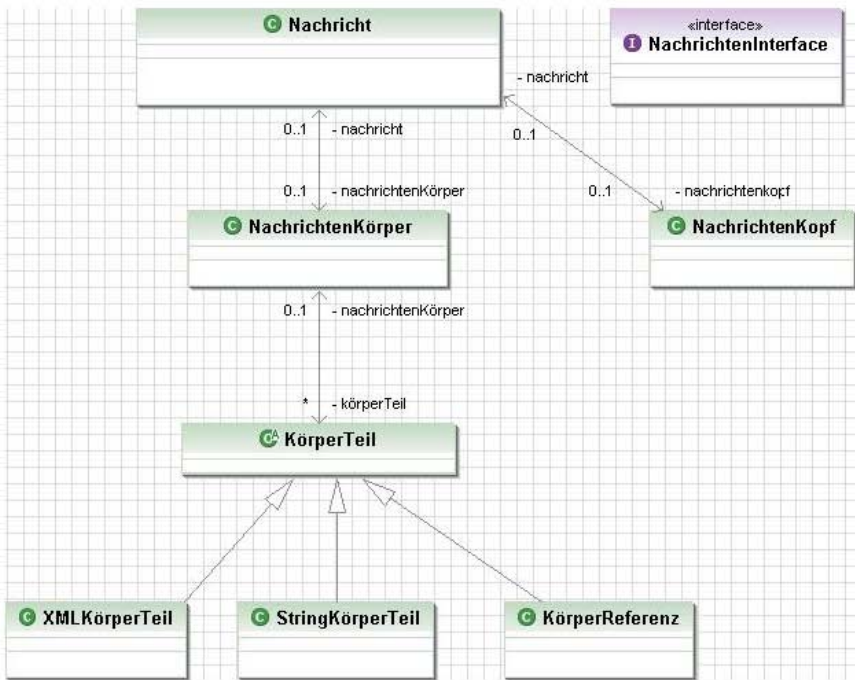 C Nachricht
«interface»
I NachrichtenInterface
- nachricht
0..1
0..1 - nachricht
0..1 - nachrichtenKörper
0..1 - nachrichtenkopf
C NachrichtenKörper
C NachrichtenKopf
0..1 - nachrichtenKörper
* - körperTeil
C A KörperTeil
C XMLKörperTeil
C StringKörperTeil
C KörperReferenz